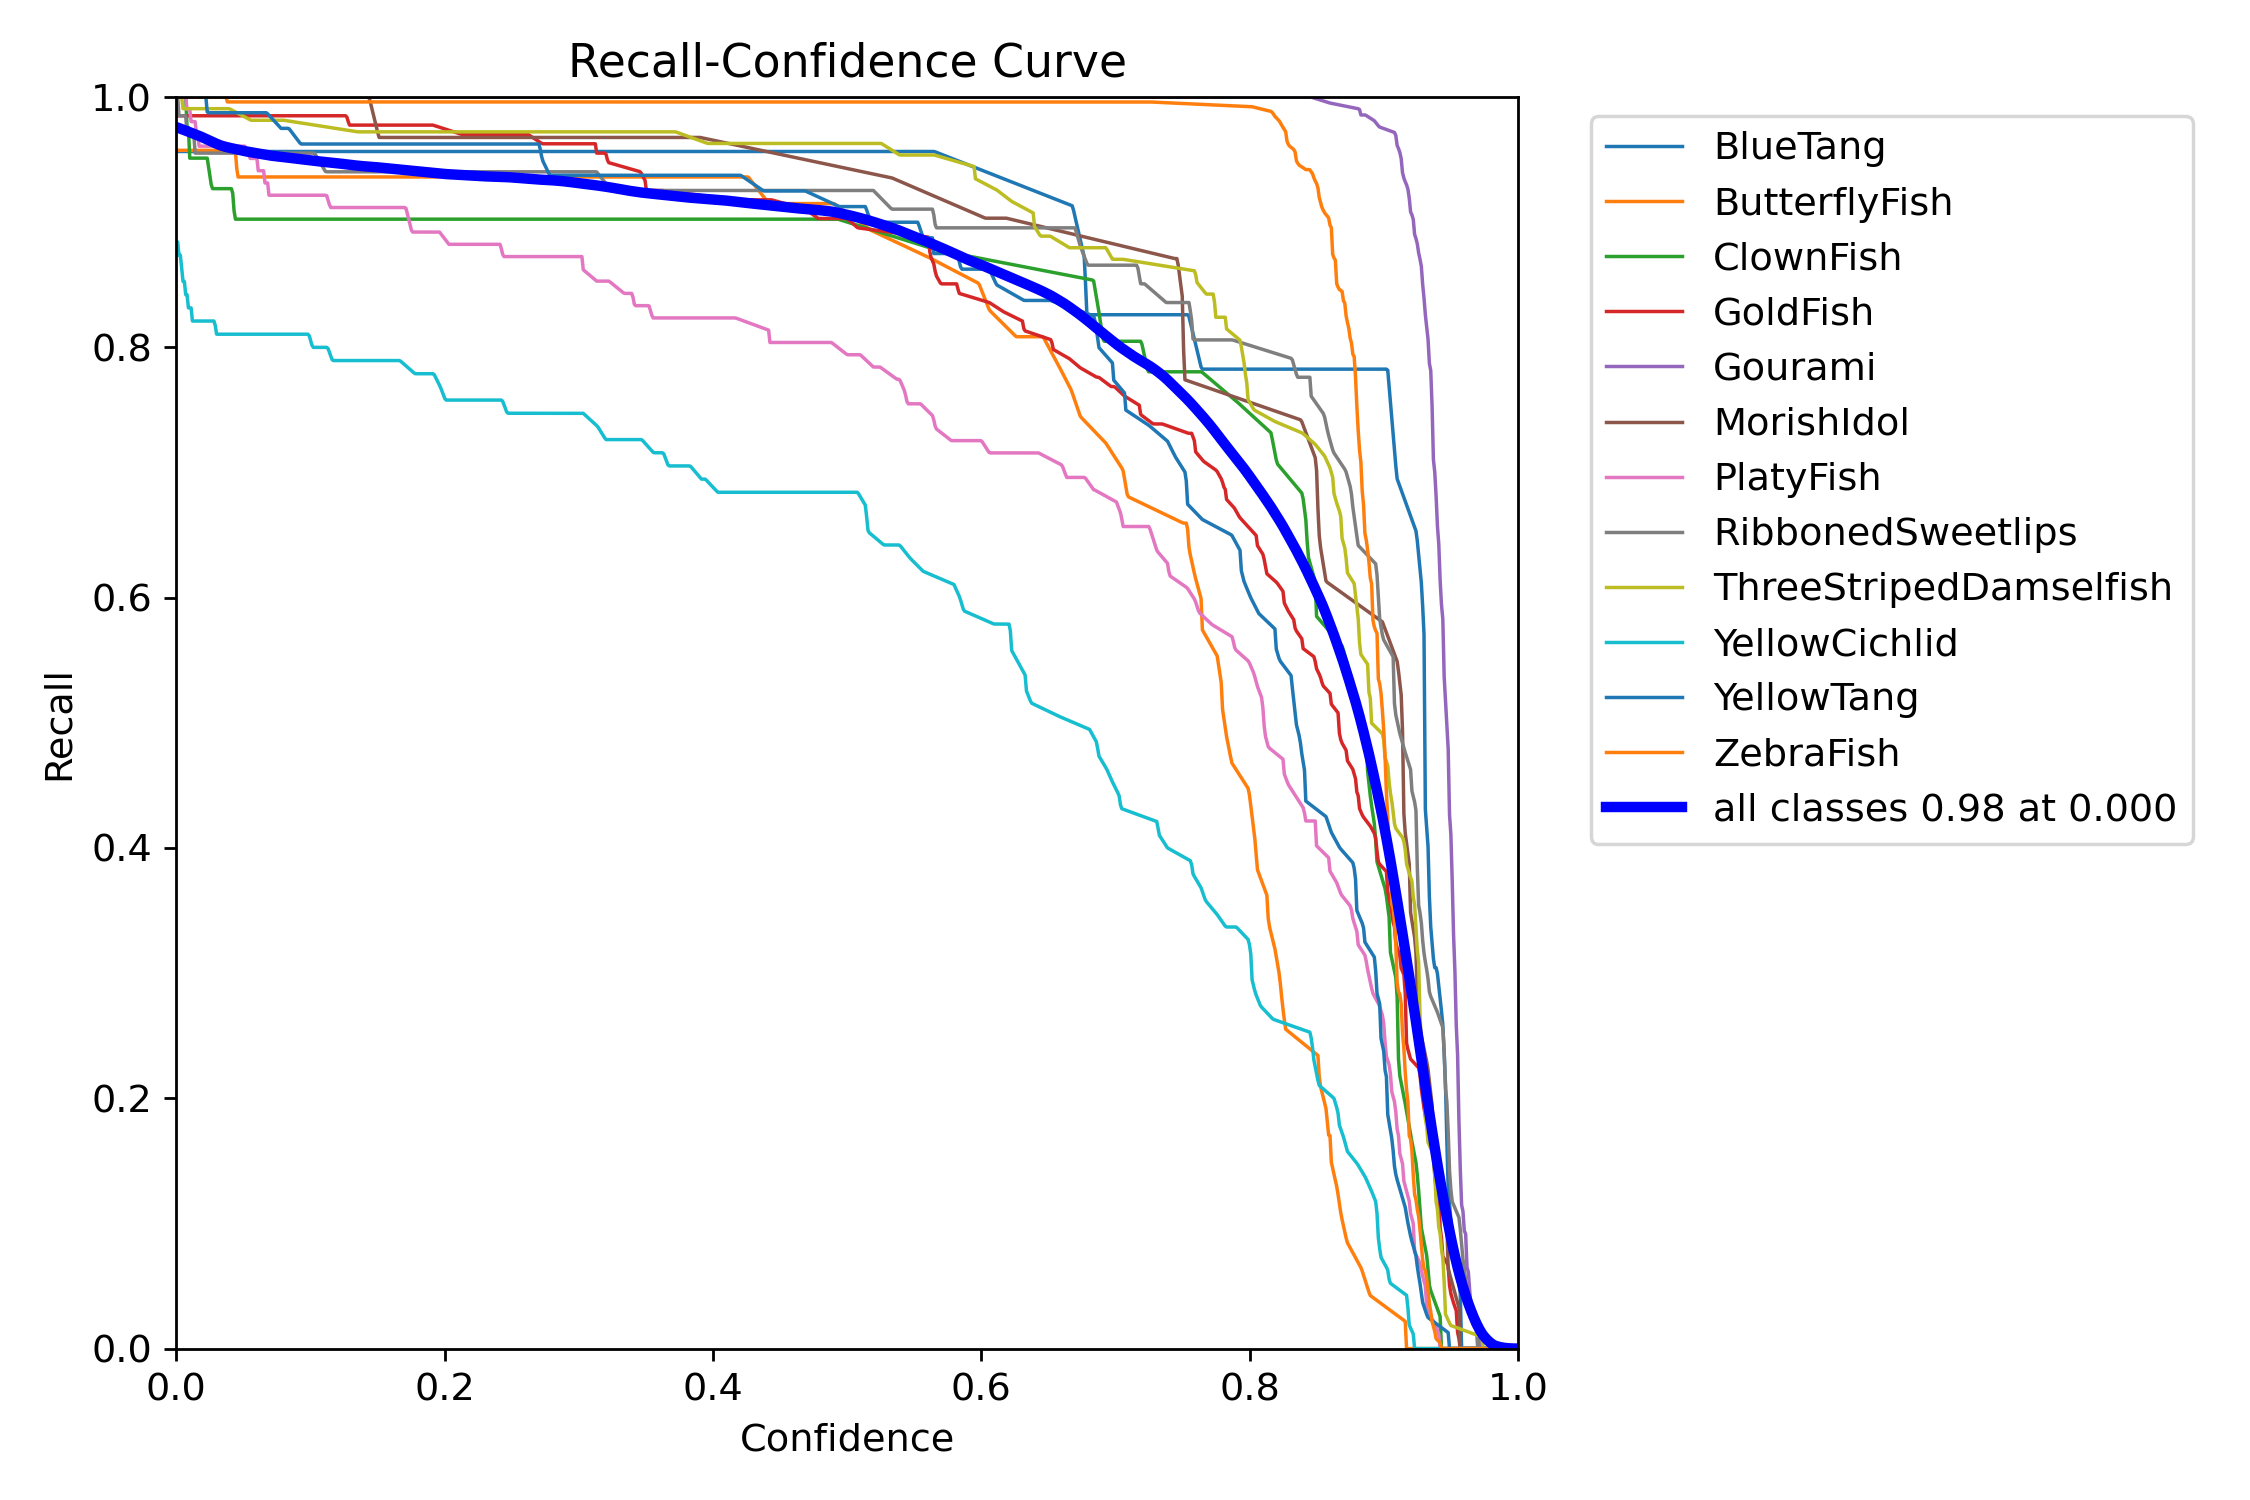 Recall-Confidence Curve
1.0
0.8
0.6
0.4
0.2
0.0
Recall
0.0 0.2 0.4 0.6 0.8 1.0
Confidence
BlueTang
ButterflyFish
ClownFish
GoldFish
Gourami
MorishIdol
PlatyFish
RibbonedSweetlips
ThreeStripedDamselfish
YellowCichlid
YellowTang
ZebraFish
all classes 0.98 at 0.000